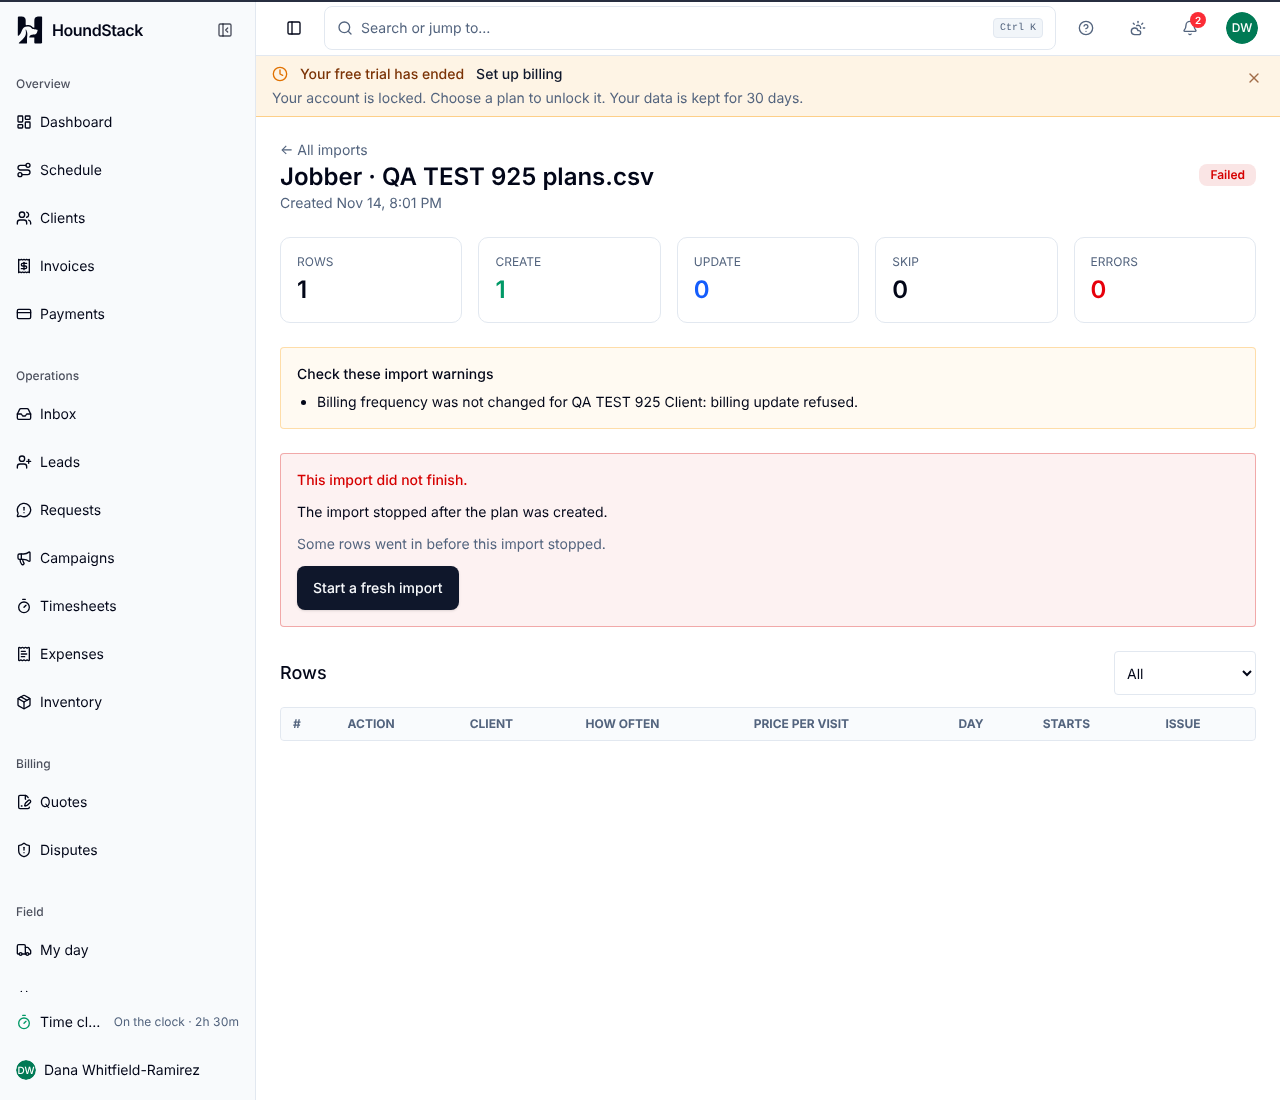 HoundStack
Search or jump to...
Ctrl K
2
DW
Your free trial has ended Set up billing
Your account is locked. Choose a plan to unlock it. Your data is kept for 30 days.
Overview
Dashboard
Schedule
Clients
Invoices
Payments
Operations
Inbox
Leads
Requests
Campaigns
Timesheets
Expenses
Inventory
Billing
Quotes
Disputes
Field
My day
Time cl... On the clock · 2h 30m
DW Dana Whitfield-Ramirez
← All imports
Jobber · QA TEST 925 plans.csv
Failed
Created Nov 14, 8:01 PM
ROWS
1
CREATE
1
UPDATE
0
SKIP
0
ERRORS
0
Check these import warnings
• Billing frequency was not changed for QA TEST 925 Client: billing update refused.
This import did not finish.
The import stopped after the plan was created.
Some rows went in before this import stopped.
Start a fresh import
Rows
All
# ACTION CLIENT HOW OFTEN PRICE PER VISIT DAY STARTS ISSUE